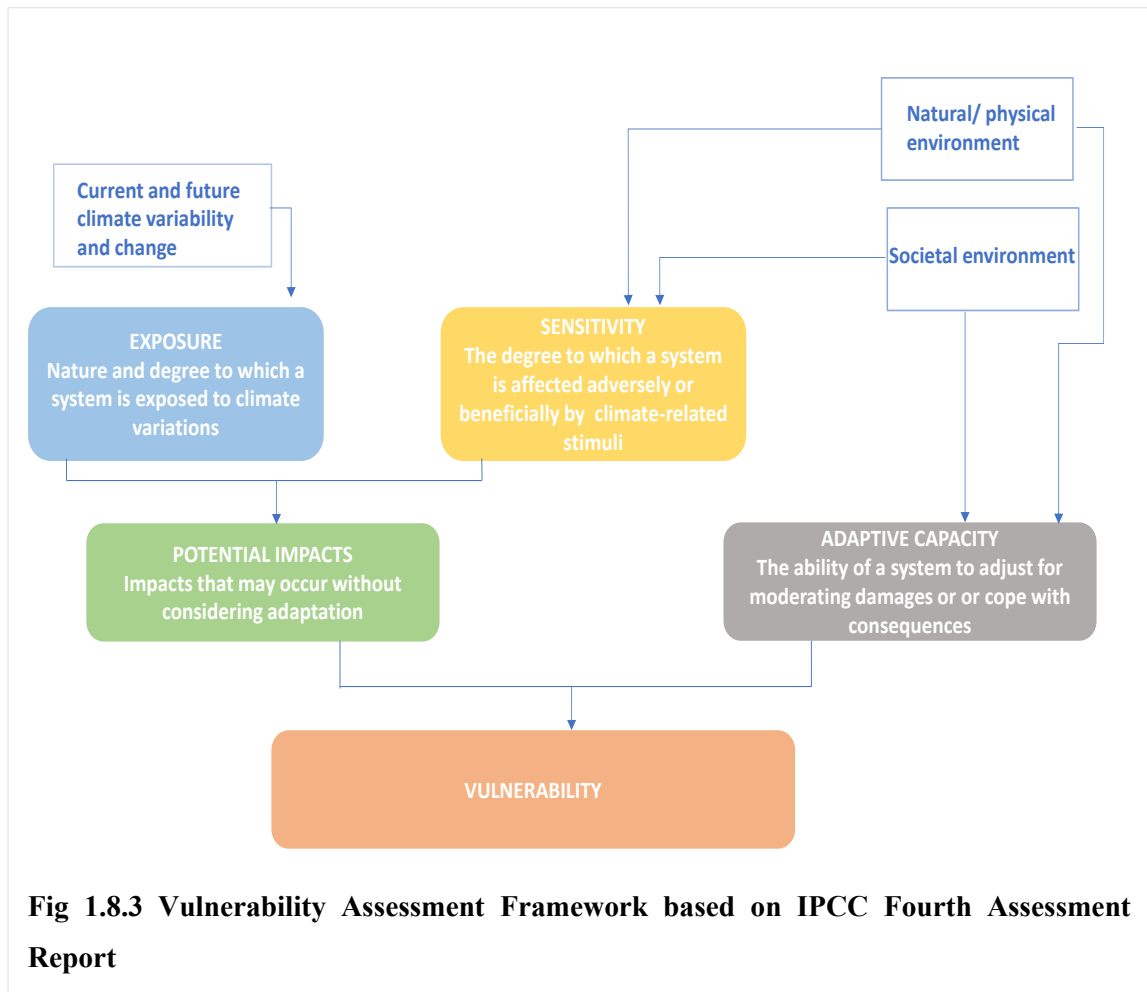 Natural/ physical
environment
Current and future
climate variability
and change
Societal environment
EXPOSURE
Nature and degree to which a
system is exposed to climate
variations
SENSITIVITY
The degree to which a system
is affected adversely or
beneficially by climate-related
stimuli
POTENTIAL IMPACTS
Impacts that may occur without
considering adaptation
ADAPTIVE CAPACITY
The ability of a system to adjust for
moderating damages or or cope with
consequences
VULNERABILITY
Fig 1.8.3 Vulnerability Assessment Framework based on IPCC Fourth Assessment
Report